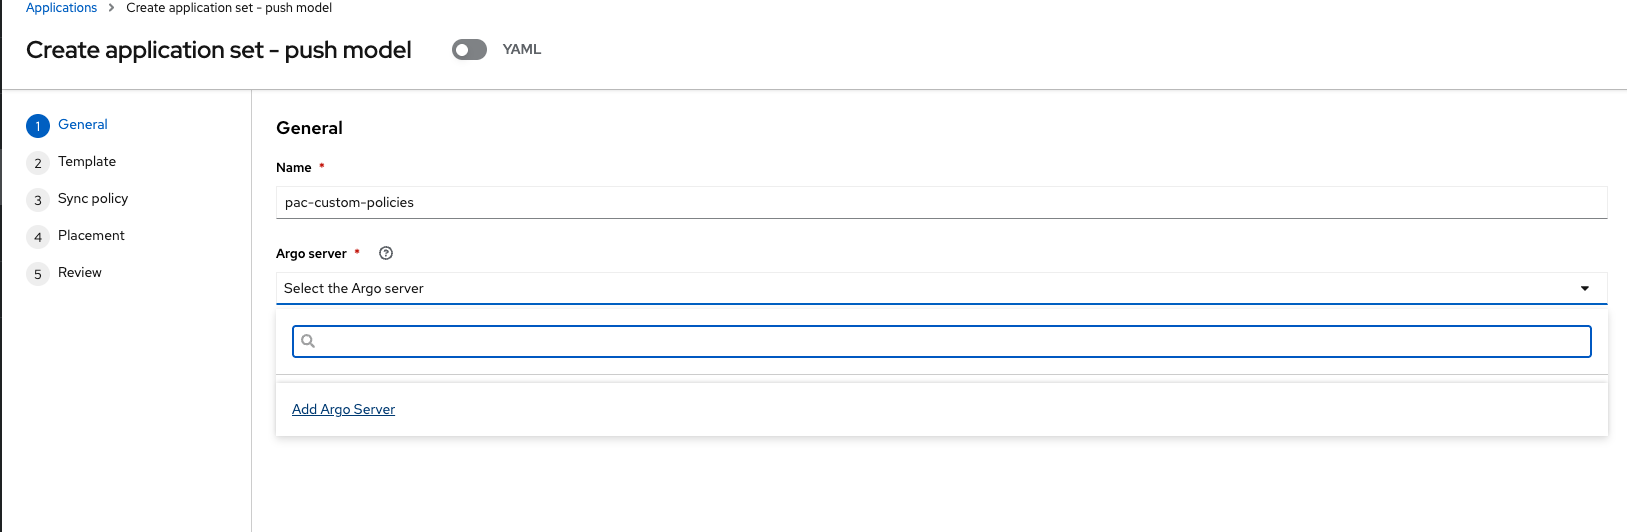 Applications > Create application set - push model
Create application set - push model YAML
1 General
2 Template
3 Sync policy
4 Placement
5 Review
General
Name *
pac-custom-policies
Argo server * ?
Select the Argo server
Add Argo Server